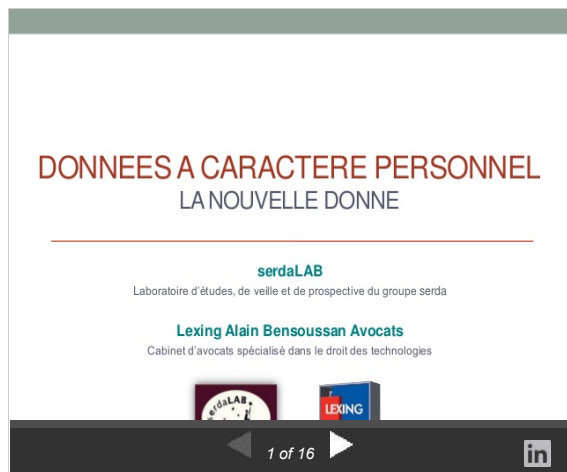 DONNEES A CARACTERE PERSONNEL
LA NOUVELLE DONNE
serdaLAB
Laboratoire d'études, de veille et de prospective du groupe serda
Lexing Alain Bensoussan Avocats
Cabinet d'avocats spécialisé dans le droit des technologies
serdaLAB
LEXING
1 of 16
in